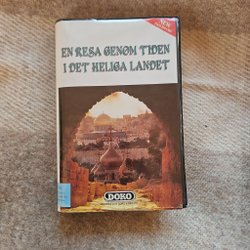 EN RESA GENOM TIDEN
I DET HELIGA LANDET
DOKO